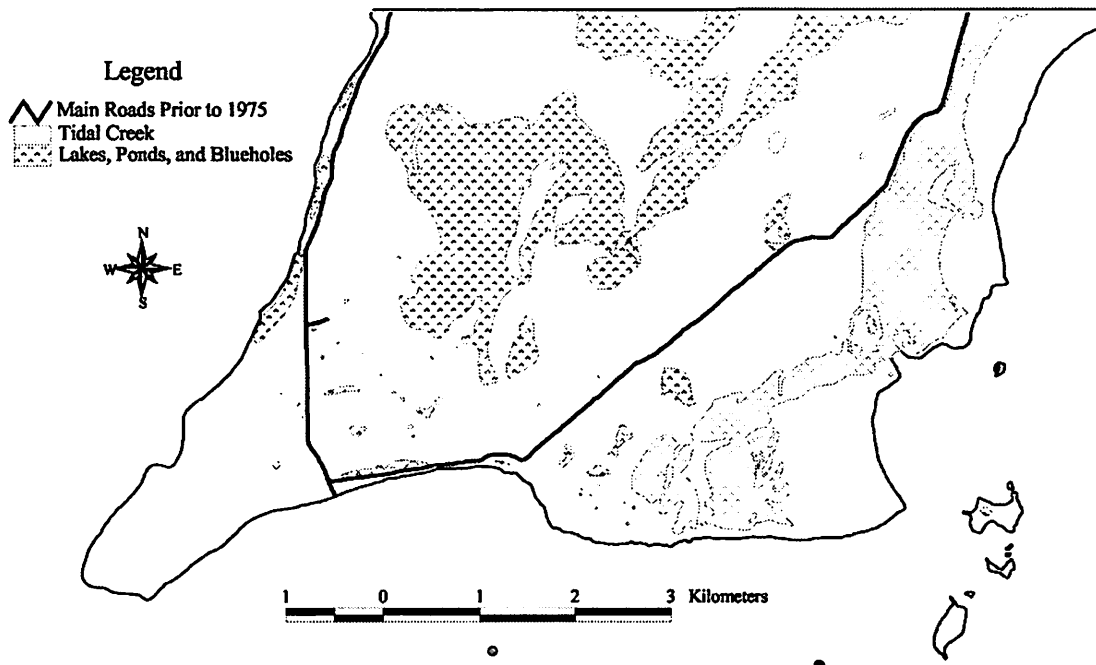 Legend
Main Roads Prior to 1975
Tidal Creek
Lakes, Ponds, and Blueholes
N
W E
S
1 0 1 2 3 Kilometers